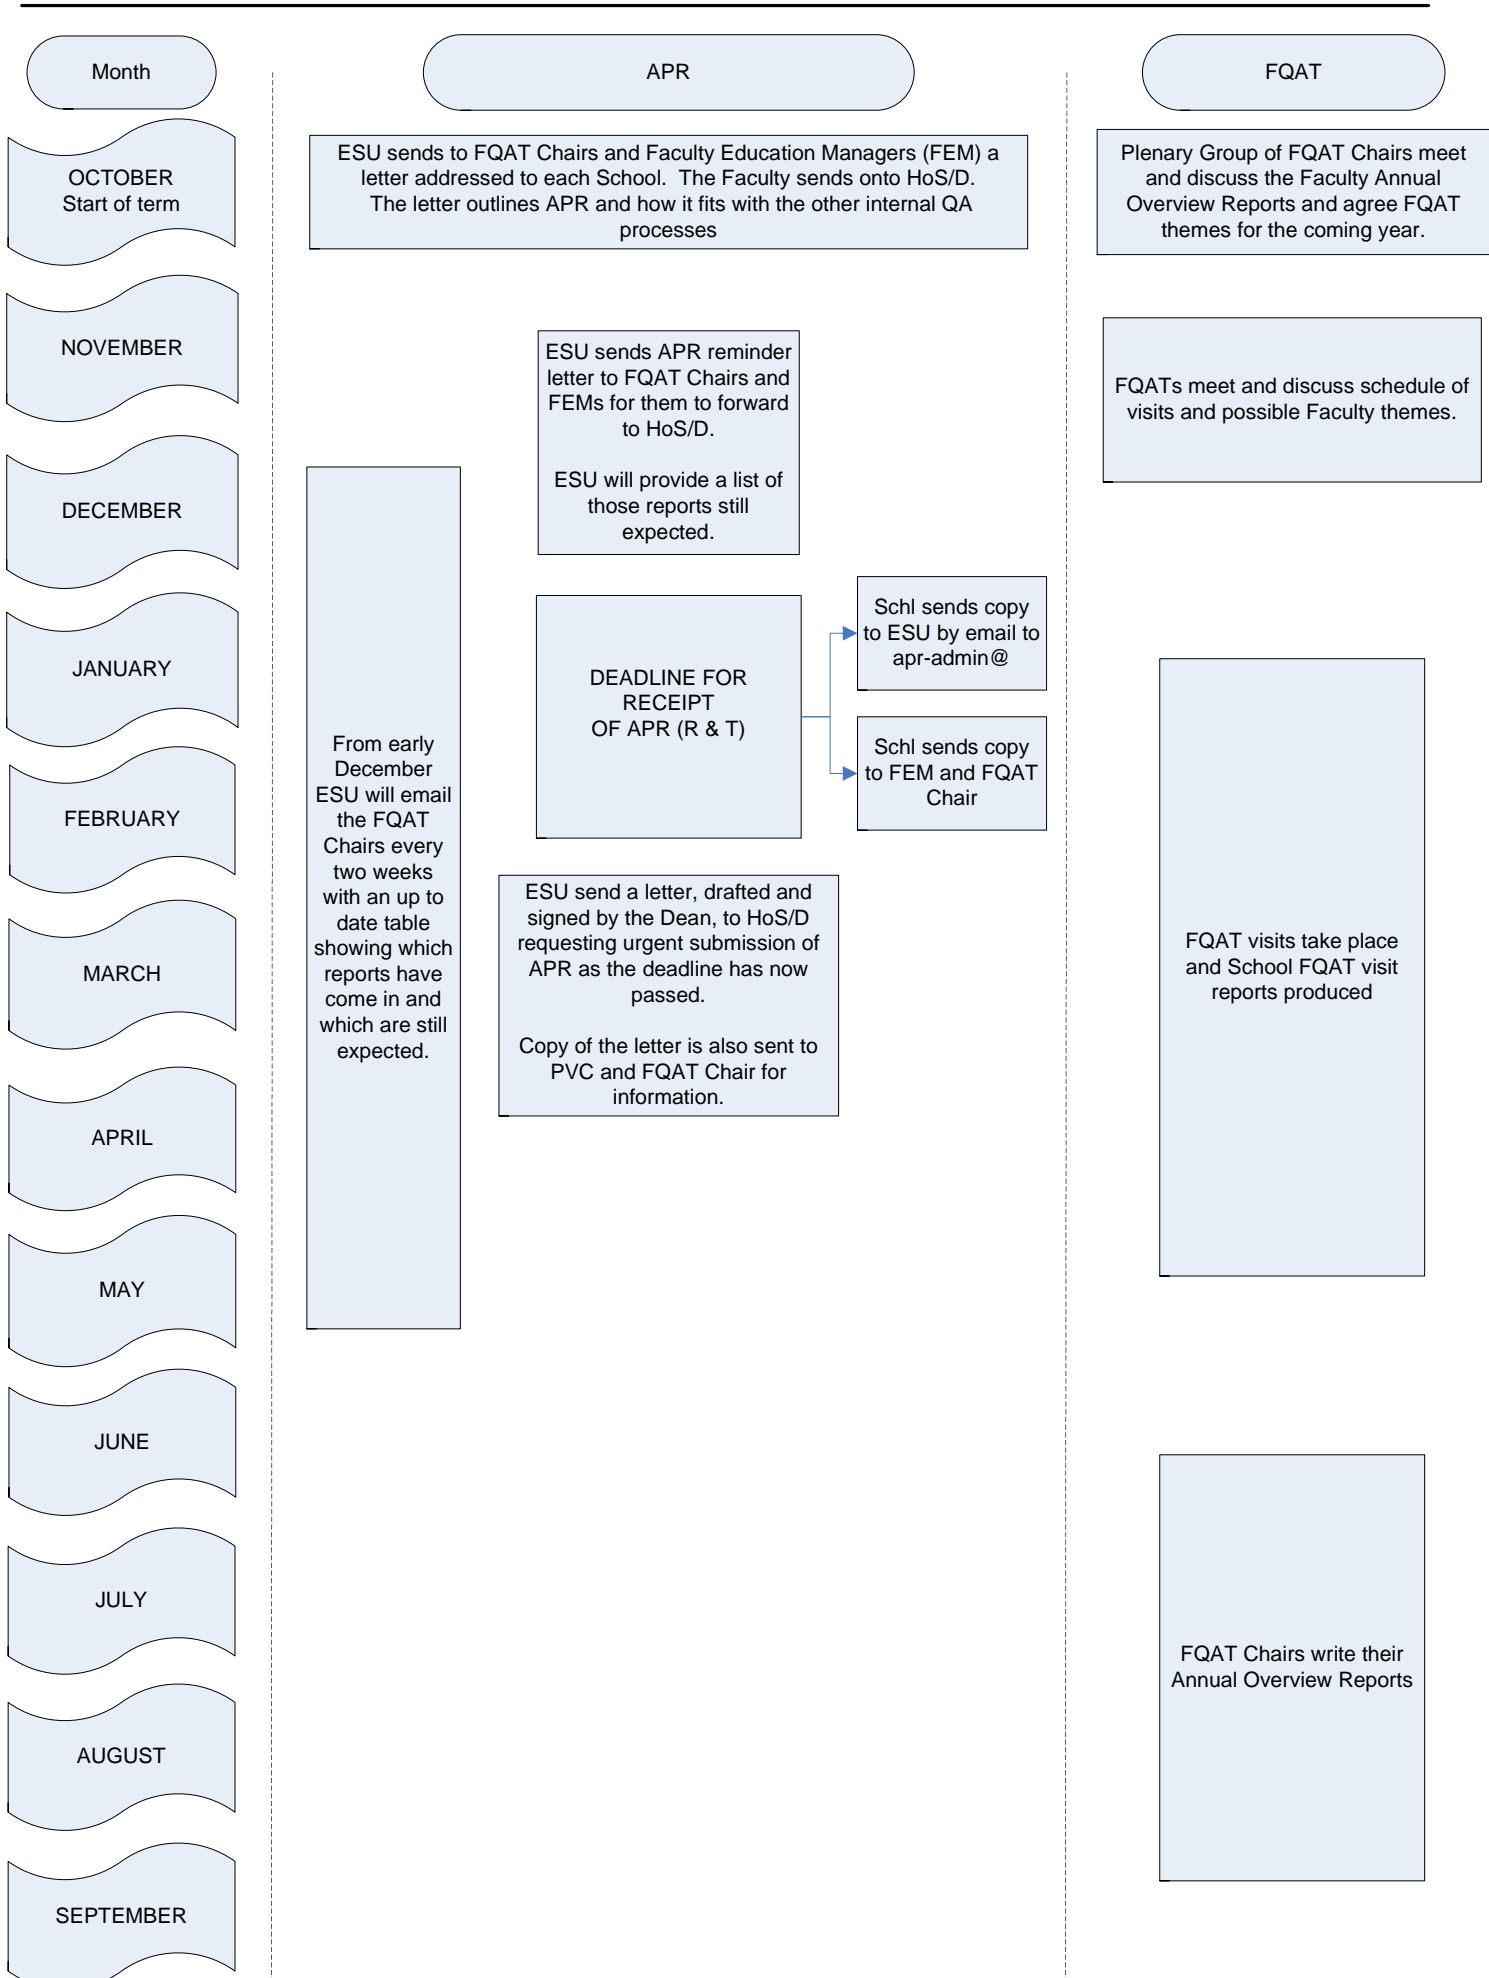 Month
APR
FQAT
OCTOBER
Start of term
ESU sends to FQAT Chairs and Faculty Education Managers (FEM) a
letter addressed to each School.  The Faculty sends onto HoS/D.
The letter outlines APR and how it fits with the other internal QA
processes
Plenary Group of FQAT Chairs meet
and discuss the Faculty Annual
Overview Reports and agree FQAT
themes for the coming year.
NOVEMBER
ESU sends APR reminder
letter to FQAT Chairs and
FEMs for them to forward
to HoS/D.
ESU will provide a list of
those reports still
expected.
FQATs meet and discuss schedule of
visits and possible Faculty themes.
DECEMBER
From early
December
ESU will email
the FQAT
Chairs every
two weeks
with an up to
date table
showing which
reports have
come in and
which are still
expected.
JANUARY
DEADLINE FOR
RECEIPT
OF APR (R & T)
Schl sends copy
to ESU by email to
apr-admin@
Schl sends copy
to FEM and FQAT
Chair
FEBRUARY
ESU send a letter, drafted and
signed by the Dean, to HoS/D
requesting urgent submission of
APR as the deadline has now
passed.
Copy of the letter is also sent to
PVC and FQAT Chair for
information.
MARCH
FQAT visits take place
and School FQAT visit
reports produced
APRIL
MAY
JUNE
JULY
FQAT Chairs write their
Annual Overview Reports
AUGUST
SEPTEMBER